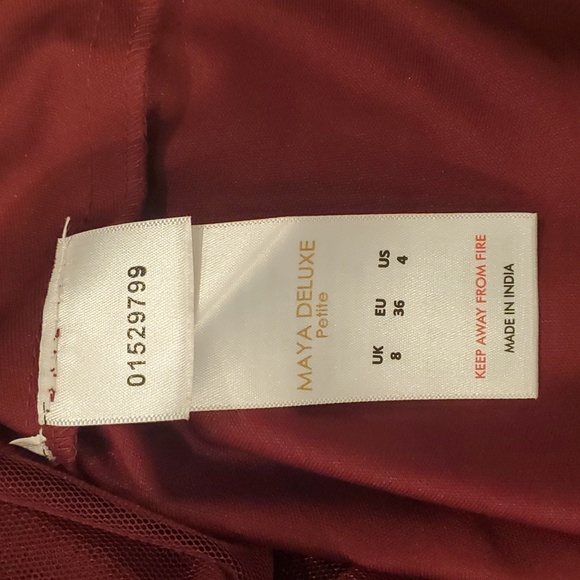 01529799
MAYA DELUXE
Petite
UK EU US
8 36 4
KEEP AWAY FROM FIRE
MADE IN INDIA